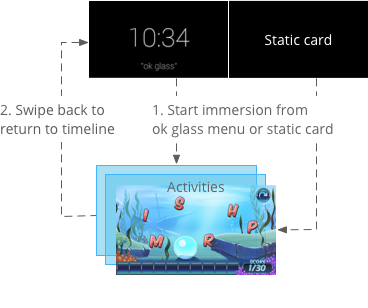 10:34
"ok glass"
Static card
2. Swipe back to
return to timeline
1. Start immersion from
ok glass menu or static card
Activities
I
S
H
P
M
R
SCORE
1/30